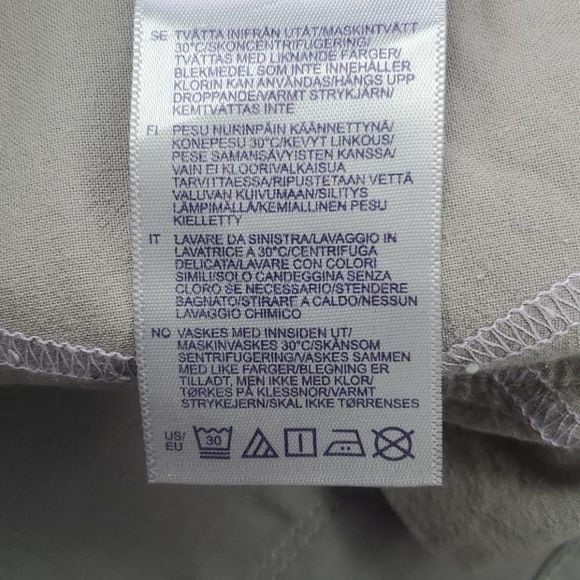 SE TVÄTTA INIFRÅN UTÅT/MASKINTVÄTT
30°C/SKONCENTRIFUGERING/
TVÄTTAS MED LIKNANDE FÄRGER/
BLEKMEDEL SOM INTE INNEHÅLLER
KLORIN KAN ANVÄNDAS/HÄNGS UPP
DROPPANDE/VARMT STRYKJÄRN/
KEMTVÄTTAS INTE
FI PESU NURINPÄIN KÄÄNNETTYNÄ/
KONEPESU 30°C/KEVYT LINKOUS/
PESE SAMANSÄVYISTEN KANSSA/
VAIN EI KLOORIVALKAISUA
TARVITTAESSA/RIPUSTETAAN VETTÄ
VALUVAN KUIVUMAAN/SILITYS
LÄMPIMÄLLÄ/KEMIALLINEN PESU
KIELLETTY
IT LAVARE DA SINISTRA/LAVAGGIO IN
LAVATRICE A 30°C/CENTRIFUGA
DELICATA/LAVARE CON COLORI
SIMILI/SOLO CANDEGGINA SENZA
CLORO SE NECESSARIO/STENDERE
BAGNATO/STIRARE A CALDO/NESSUN
LAVAGGIO CHIMICO
NO VASKES MED INNSIDEN UT/
MASKINVASKES 30°C/SKÅNSOM
SENTRIFUGERING/VASKES SAMMEN
MED LIKE FARGER/BLEGNING ER
TILLADT, MEN IKKE MED KLOR/
TØRKES PÅ KLESSNOR/VARMT
STRYKEJERN/SKAL IKKE TØRRENSES
US/
EU 30